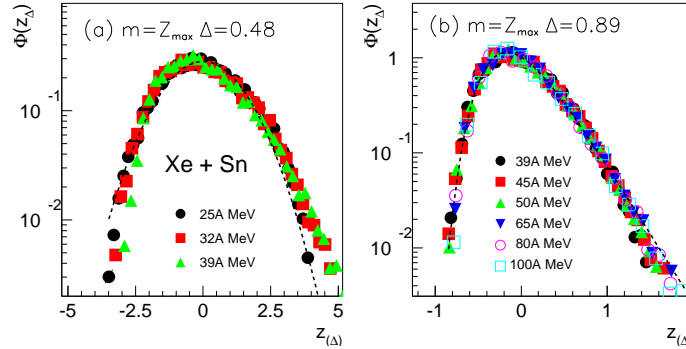 Φ(z_Δ)
(a) m=Z_max Δ=0.48
10^-1
10^-2
Xe + Sn
25A MeV
32A MeV
39A MeV
-5 -2.5 0 2.5 5
z_(Δ)
Φ(z_Δ)
(b) m=Z_max Δ=0.89
1
10^-1
10^-2
39A MeV
45A MeV
50A MeV
65A MeV
80A MeV
100A MeV
-1 0 1
z_(Δ)